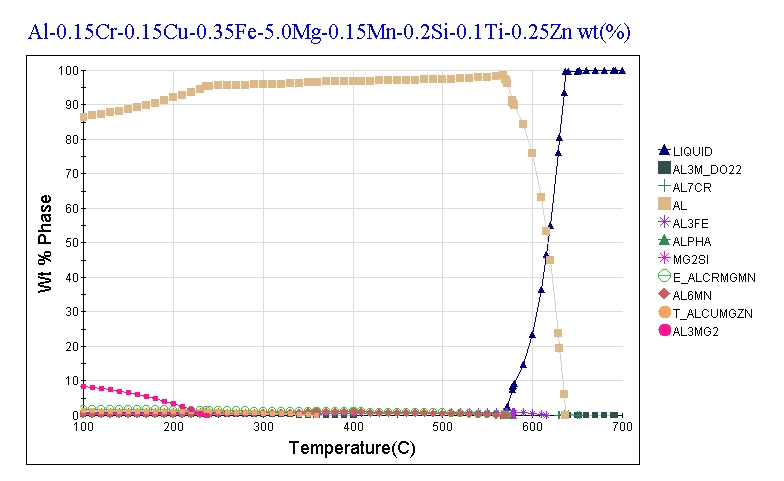 Al-0.15Cr-0.15Cu-0.35Fe-5.0Mg-0.15Mn-0.2Si-0.1Ti-0.25Zn wt(%)
100
90
80
70
60
50
40
30
20
10
0
Wt % Phase
100 200 300 400 500 600 700
Temperature(C)
LIQUID
AL3M_DO22
AL7CR
AL
AL3FE
ALPHA
MG2SI
E_ALCRMGMN
AL6MN
T_ALCUMGZN
AL3MG2